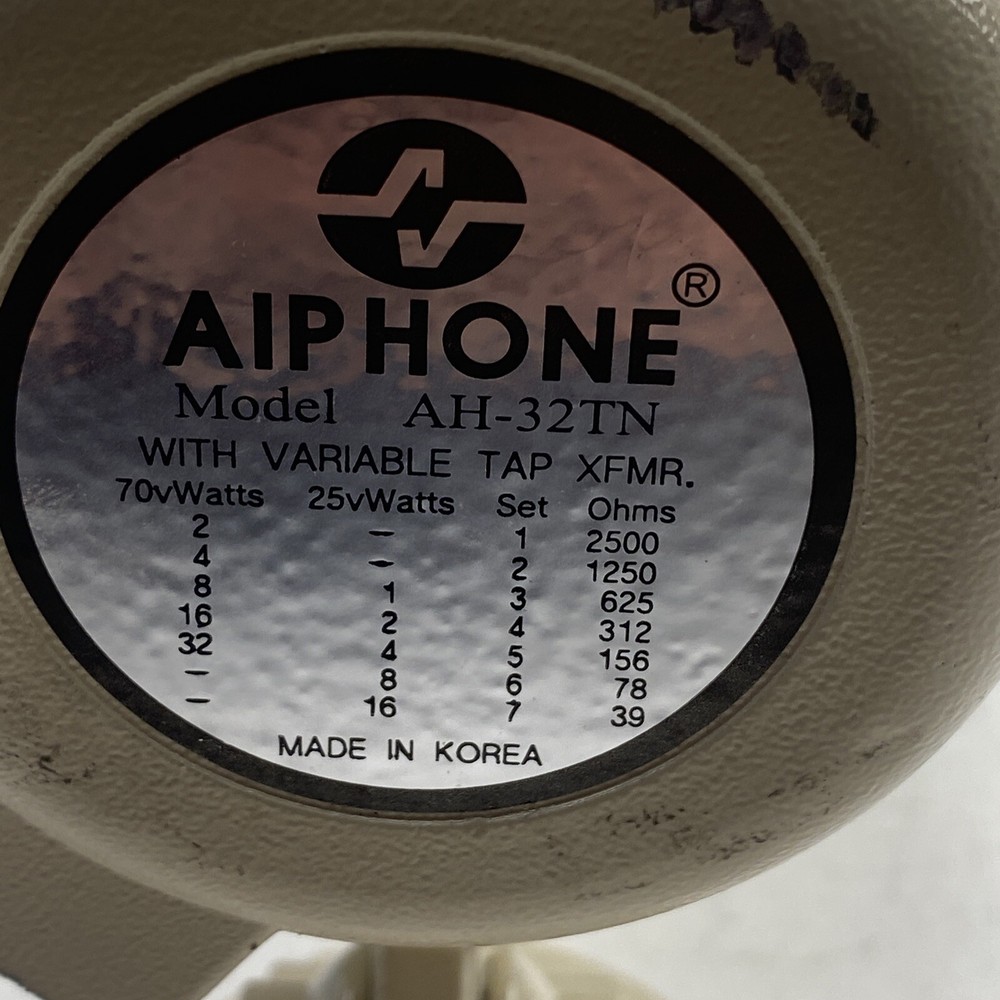 ®
AIPHONE
Model AH-32TN
WITH VARIABLE TAP XFMR.
70vWatts 25vWatts Set Ohms
2 - 1 2500
4 - 2 1250
8 1 3 625
16 2 4 312
32 4 5 156
- 8 6 78
- 16 7 39
MADE IN KOREA